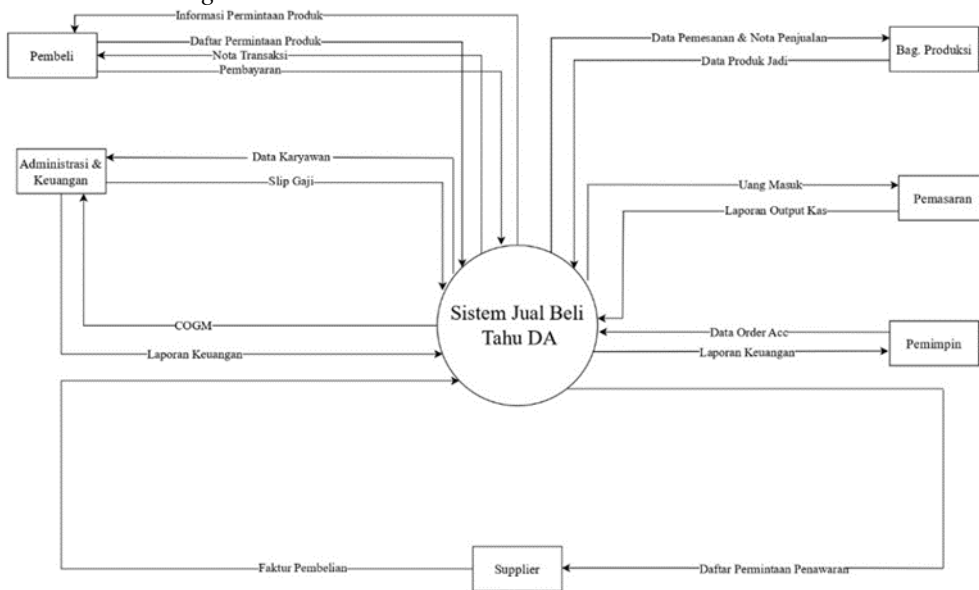 Informasi Permintaan Produk
Pembeli
Daftar Permintaan Produk
Nota Transaksi
Pembayaran
Data Pemesanan & Nota Penjualan
Data Produk Jadi
Bag. Produksi
Administrasi &
Keuangan
Data Karyawan
Slip Gaji
Uang Masuk
Laporan Output Kas
Pemasaran
Sistem Jual Beli
Tahu DA
COGM
Laporan Keuangan
Data Order Acc
Laporan Keuangan
Pemimpin
Faktur Pembelian
Supplier
Daftar Permintaan Penawaran